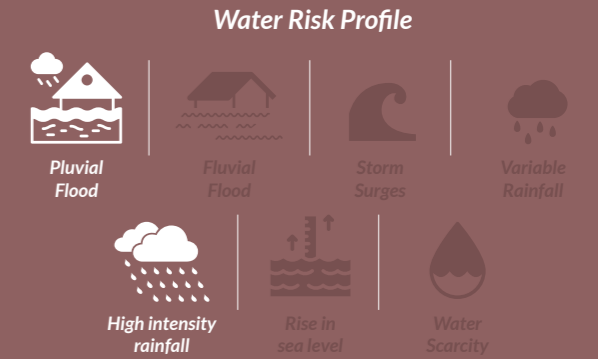 Water Risk Profile
Pluvial
Flood
Fluvial
Flood
Storm
Surges
Variable
Rainfall
High intensity
rainfall
Rise in
sea level
Water
Scarcity